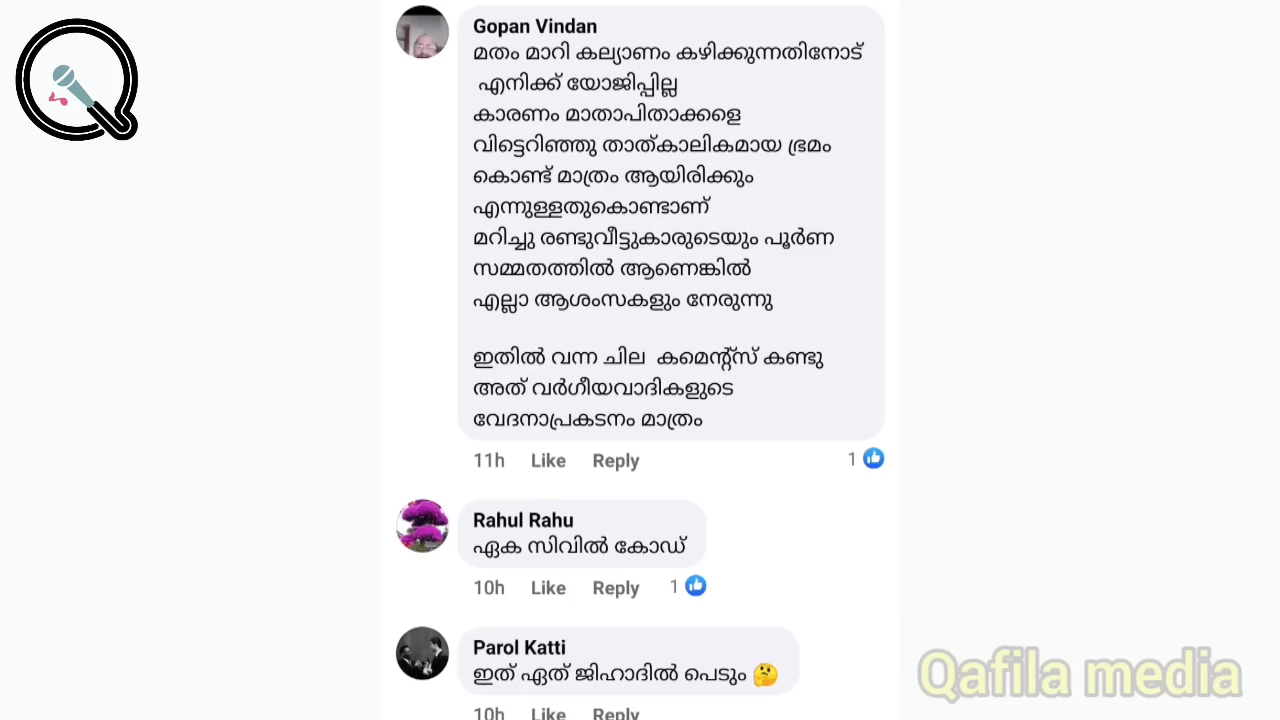 Gopan Vindan
മതം മാറി കല്യാണം കഴിക്കുന്നതിനോട്
എനിക്ക് യോജിപ്പില്ല
കാരണം മാതാപിതാക്കളെ
വിട്ടെറിഞ്ഞു താത്കാലികമായ ഭ്രമം
കൊണ്ട് മാത്രം ആയിരിക്കും
എന്നുള്ളതുകൊണ്ടാണ്
മറിച്ചു രണ്ടുവീട്ടുകാരുടെയും പൂർണ
സമ്മതത്തിൽ ആണെങ്കിൽ
എല്ലാ ആശംസകളും നേരുന്നു
ഇതിൽ വന്ന ചില കമെന്റ്സ് കണ്ടു
അത് വർഗീയവാദികളുടെ
വേദനാപ്രകടനം മാത്രം
11h Like Reply 1
Rahul Rahu
ഏക സിവിൽ കോഡ്
10h Like Reply 1
Parol Katti
ഇത് ഏത് ജിഹാദിൽ പെടും 🤔
10h Like Reply
Qafila media